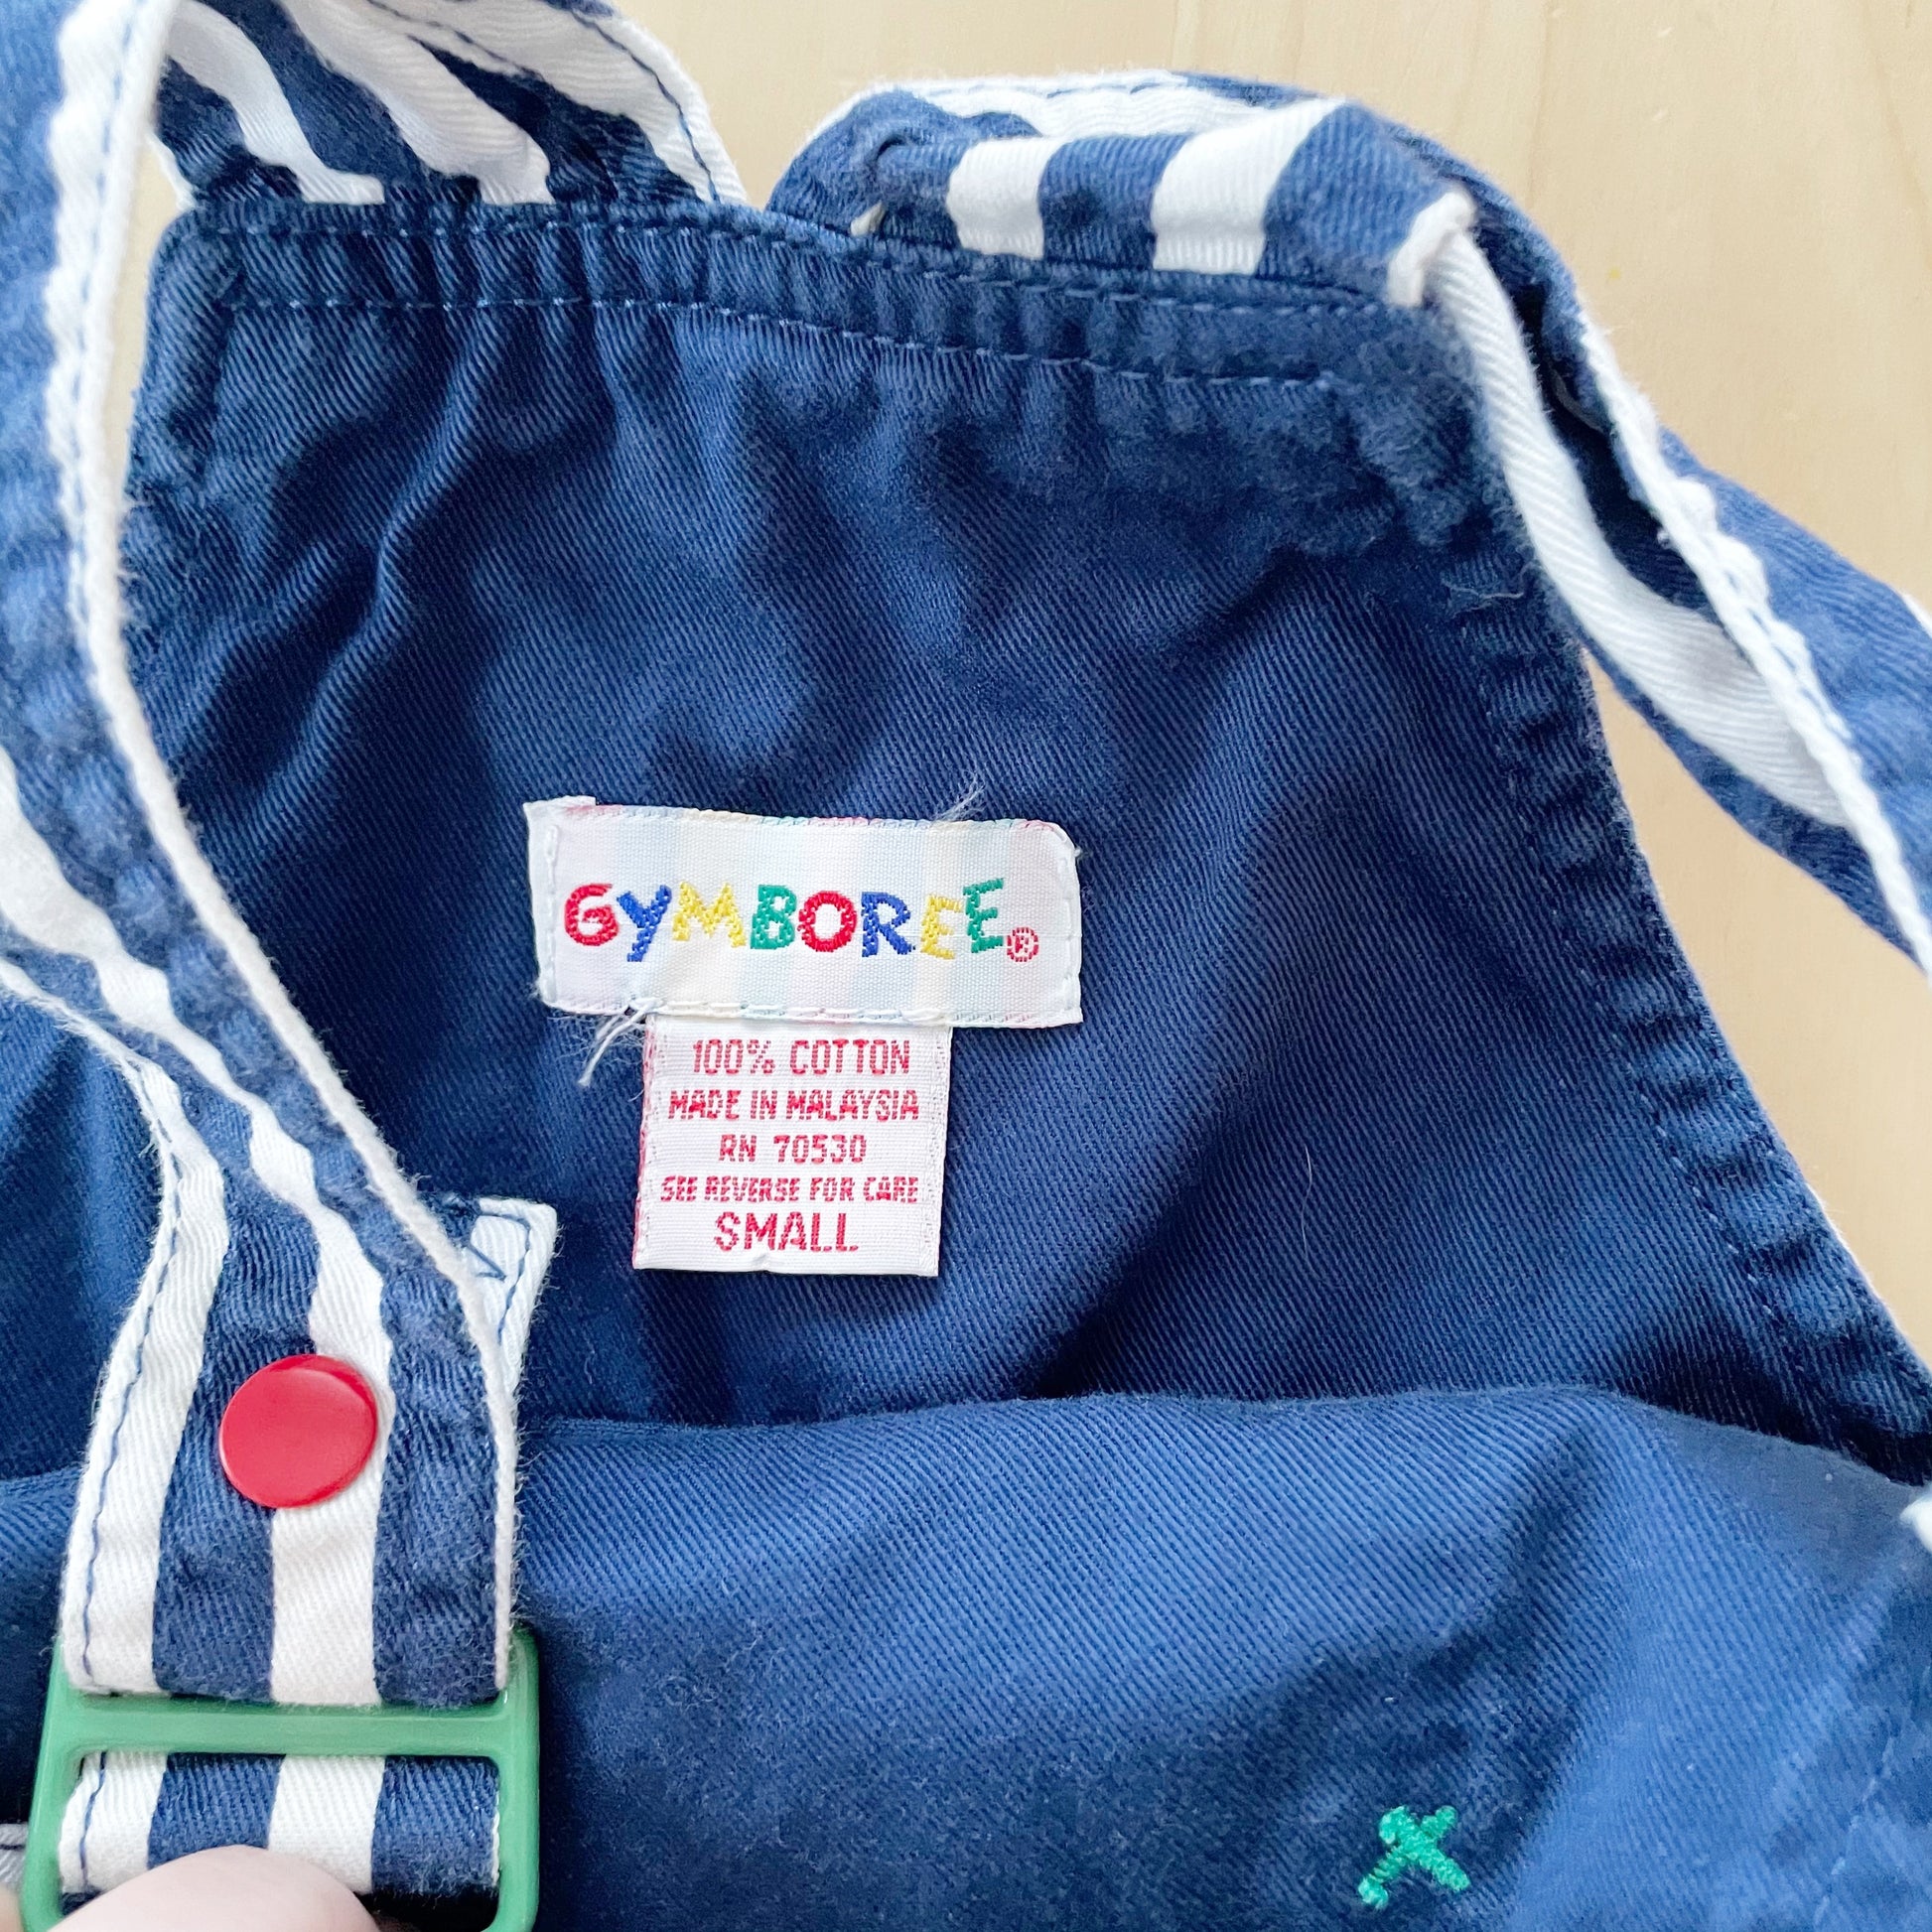 GYMBOREE®
100% COTTON
MADE IN MALAYSIA
RN 70530
SEE REVERSE FOR CARE
SMALL